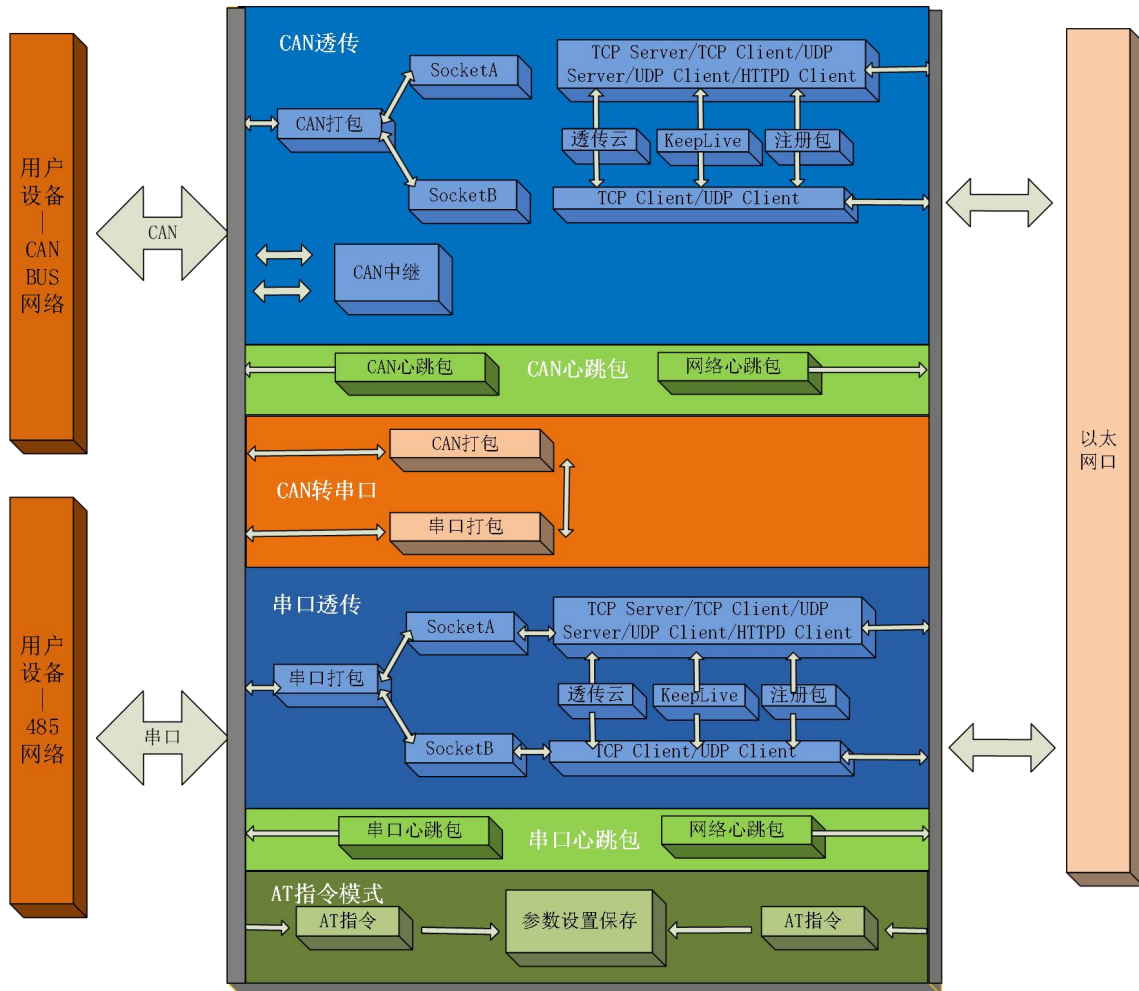 用户
设备
—
CAN
BUS
网络
CAN
用户
设备
—
485
网络
串口
CAN透传
CAN打包
SocketA
SocketB
TCP Server/TCP Client/UDP
Server/UDP Client/HTTPD Client
透传云
KeepLive
注册包
TCP Client/UDP Client
CAN中继
CAN心跳包
CAN心跳包
网络心跳包
CAN打包
CAN转串口
串口打包
串口透传
串口打包
SocketA
SocketB
TCP Server/TCP Client/UDP
Server/UDP Client/HTTPD Client
透传云
KeepLive
注册包
TCP Client/UDP Client
串口心跳包
串口心跳包
网络心跳包
AT指令模式
AT指令
参数设置保存
AT指令
以太
网口